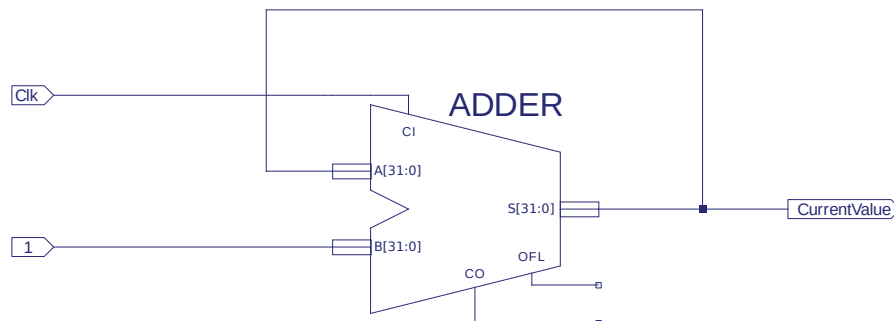 ADDER
Clk
CI
A[31:0]
S[31:0]
CurrentValue
1
B[31:0]
OFL
CO